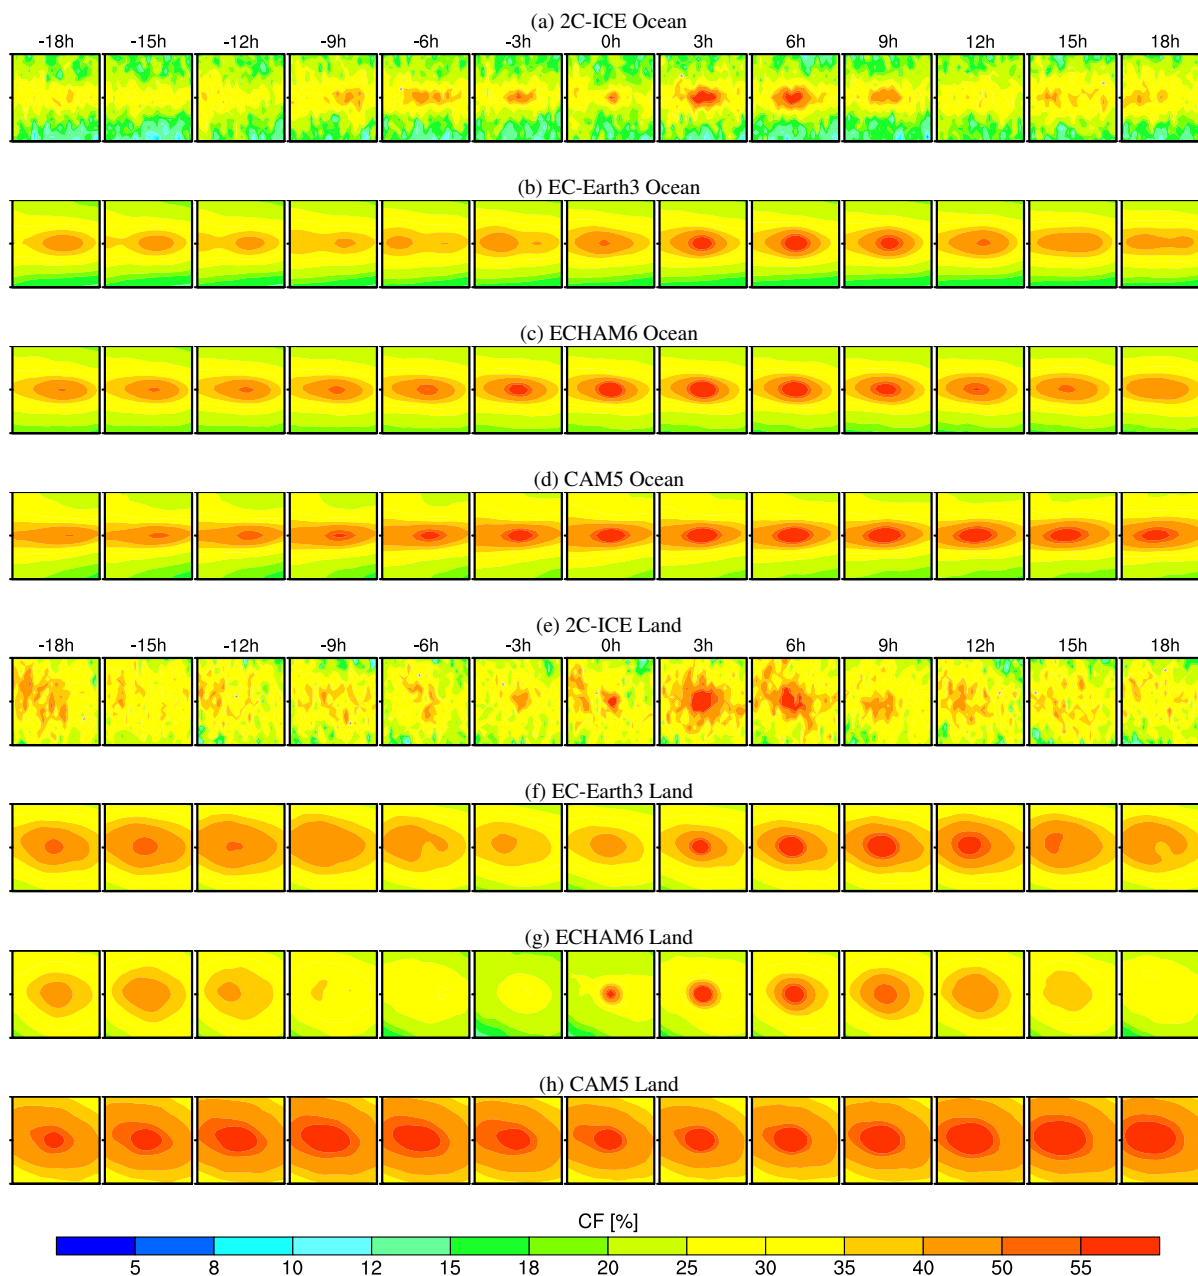 (a) 2C-ICE Ocean
-18h -15h -12h -9h -6h -3h 0h 3h 6h 9h 12h 15h 18h
(b) EC-Earth3 Ocean
(c) ECHAM6 Ocean
(d) CAM5 Ocean
(e) 2C-ICE Land
-18h -15h -12h -9h -6h -3h 0h 3h 6h 9h 12h 15h 18h
(f) EC-Earth3 Land
(g) ECHAM6 Land
(h) CAM5 Land
CF [%]
5 8 10 12 15 18 20 25 30 35 40 50 55